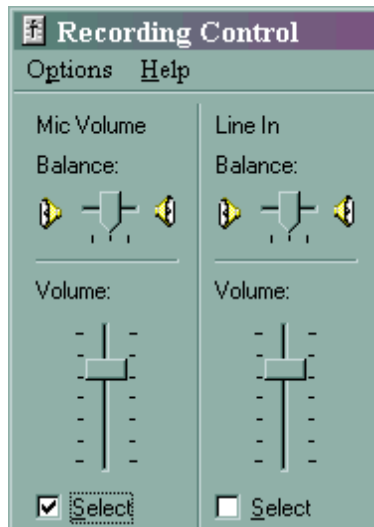 Recording Control
Options Help
Mic Volume
Balance:
Volume:
Select
Line In
Balance:
Volume:
Select